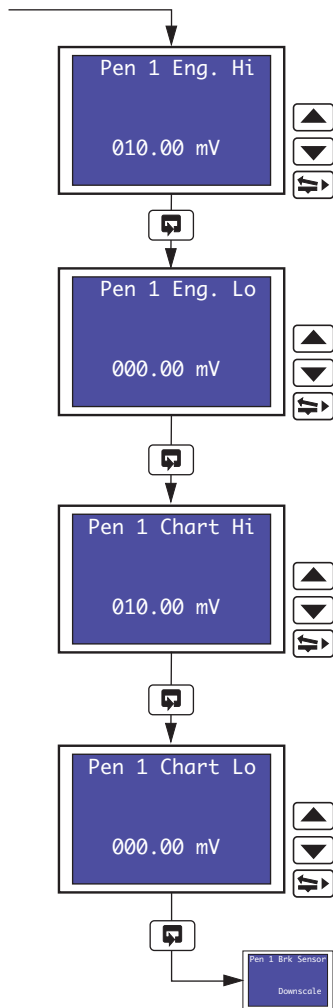 Pen 1 Eng. Hi
010.00 mV
Pen 1 Eng. Lo
000.00 mV
Pen 1 Chart Hi
010.00 mV
Pen 1 Chart Lo
000.00 mV
Pen 1 Brk Sensor
Downscale